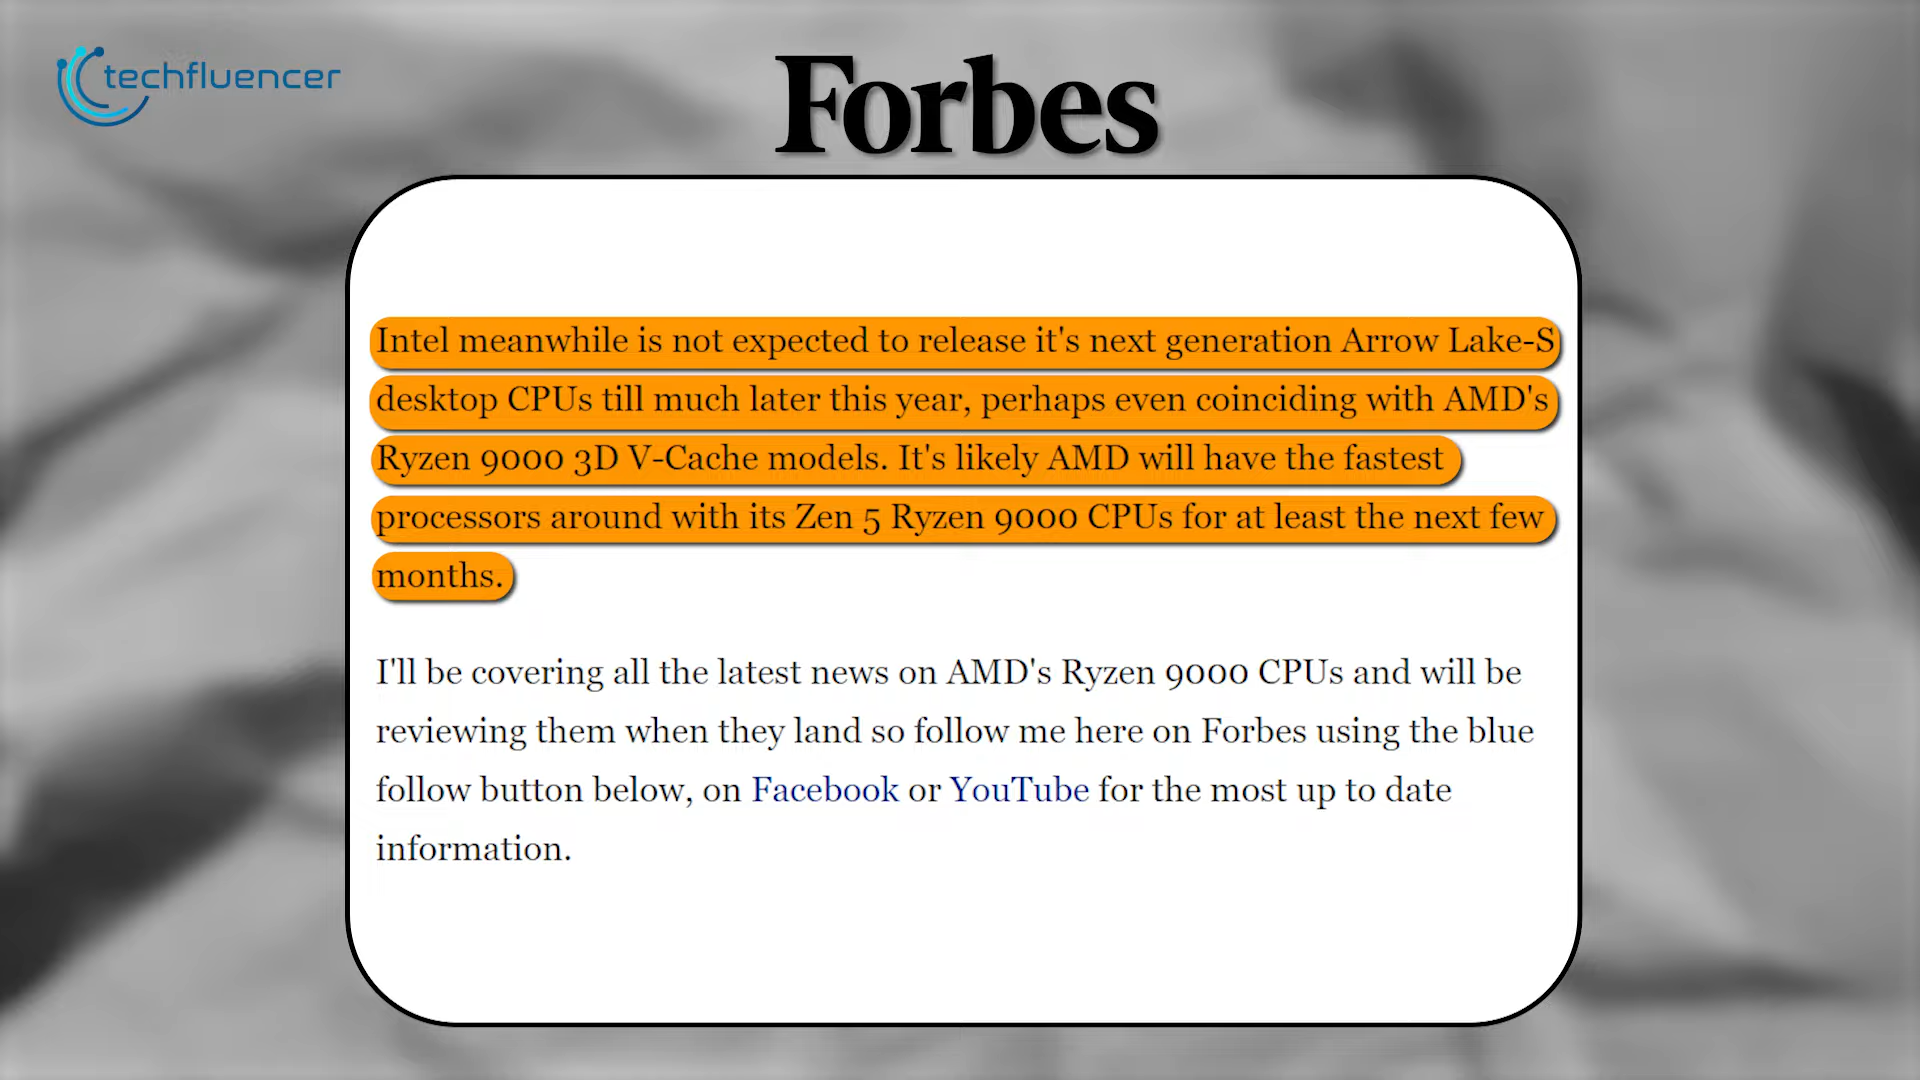 techfluencer
Forbes
Intel meanwhile is not expected to release it's next generation Arrow Lake-S
desktop CPUs till much later this year, perhaps even coinciding with AMD's
Ryzen 9000 3D V-Cache models. It's likely AMD will have the fastest
processors around with its Zen 5 Ryzen 9000 CPUs for at least the next few
months.
I'll be covering all the latest news on AMD's Ryzen 9000 CPUs and will be
reviewing them when they land so follow me here on Forbes using the blue
follow button below, on Facebook or YouTube for the most up to date
information.